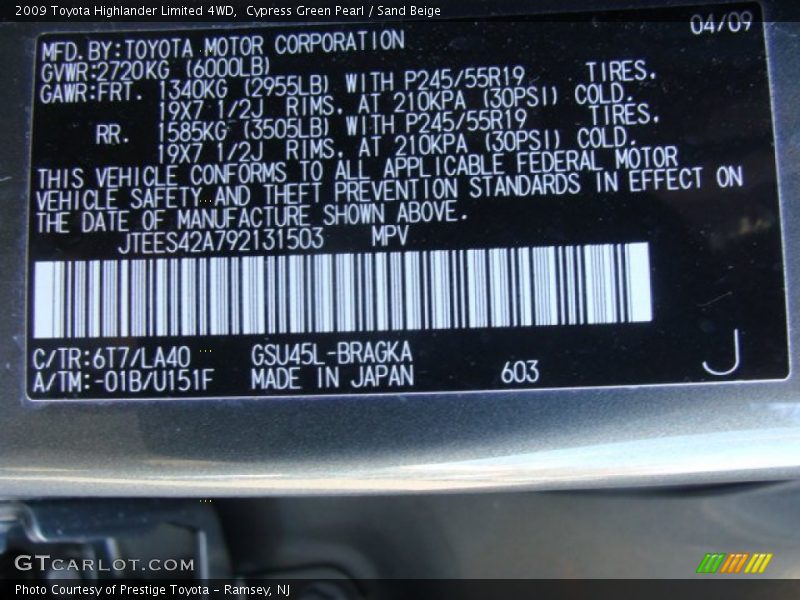 2009 Toyota Highlander Limited 4WD,  Cypress Green Pearl / Sand Beige
04/09
MFD.BY:TOYOTA MOTOR CORPORATION
GVWR:2720KG (6000LB)
GAWR:FRT. 1340KG (2955LB) WITH P245/55R19 TIRES.
19X7 1/2J RIMS. AT 210KPA (30PSI) COLD.
RR. 1585KG (3505LB) WITH P245/55R19 TIRES.
19X7 1/2J RIMS. AT 210KPA (30PSI) COLD.
THIS VEHICLE CONFORMS TO ALL APPLICABLE FEDERAL MOTOR
VEHICLE SAFETY AND THEFT PREVENTION STANDARDS IN EFFECT ON
THE DATE OF MANUFACTURE SHOWN ABOVE.
JTEES42A792131503 MPV
C/TR:6T7/LA40 GSU45L-BRAGKA
A/TM:-01B/U151F MADE IN JAPAN 603 J
GTCARLOT.COM
Photo Courtesy of Prestige Toyota - Ramsey, NJ